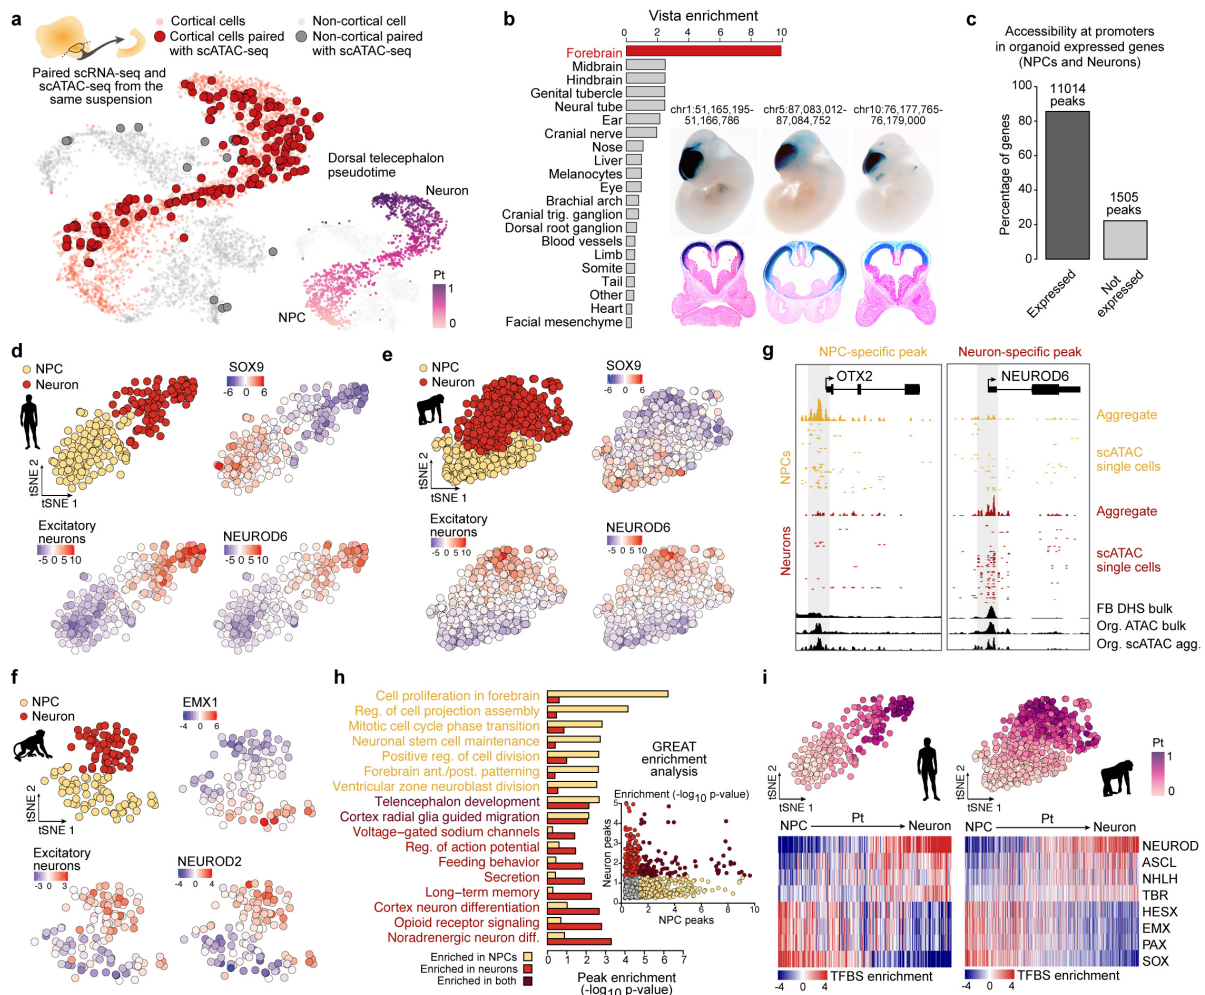 a
Cortical cells
Non-cortical cell
Cortical cells paired
with scATAC-seq
Non-cortical paired
with scATAC-seq
Paired scRNA-seq and
scATAC-seq from the
same suspension
Dorsal telecephalon
pseudotime
Neuron
NPC
Pt
1
0
b
Vista enrichment
0 2 4 6 8 10
Forebrain
Midbrain
Hindbrain
Genital tubercle
Neural tube
Ear
Cranial nerve
Nose
Liver
Melanocytes
Eye
Brachial arch
Cranial trig. ganglion
Dorsal root ganglion
Blood vessels
Limb
Somite
Tail
Other
Heart
Facial mesenchyme
chr1:51,165,195-
51,166,786
chr5:87,083,012-
87,084,752
chr10:76,177,765-
76,179,000
c
Accessibility at promoters
in organoid expressed genes
(NPCs and Neurons)
Percentage of genes
100
80
60
40
20
0
11014
peaks
1505
peaks
Expressed
Not
expressed
d
NPC
Neuron
SOX9
-6 0 6
tSNE 2
tSNE 1
Excitatory
neurons
-5 0 5 10
NEUROD6
-5 0 5 10
e
NPC
Neuron
SOX9
-6 0 6
tSNE 2
tSNE 1
Excitatory
neurons
-5 0 5 10
NEUROD6
-5 0 5 10
g
NPC-specific peak
Neuron-specific peak
OTX2
NEUROD6
NPCs
Neurons
Aggregate
scATAC
single cells
Aggregate
scATAC
single cells
FB DHS bulk
Org. ATAC bulk
Org. scATAC agg.
f
NPC
Neuron
EMX1
-4 0 6
tSNE 2
tSNE 1
Excitatory
neurons
-3 0 3
NEUROD2
-4 0 4
h
Cell proliferation in forebrain
Reg. of cell projection assembly
Mitotic cell cycle phase transition
Neuronal stem cell maintenance
Positive reg. of cell division
Forebrain ant./post. patterning
Ventricular zone neuroblast division
Telencephalon development
Cortex radial glia guided migration
Voltage-gated sodium channels
Reg. of action potential
Feeding behavior
Secretion
Long-term memory
Cortex neuron differentiation
Opioid receptor signaling
Noradrenergic neuron diff.
Enriched in NPCs
Enriched in neurons
Enriched in both
0 1 2 3 4 5 6 7
Peak enrichment
(-log10 p-value)
GREAT
enrichment
analysis
Enrichment (-log10 p-value)
Neuron peaks
5
4
3
2
1
0
0 2 4 6 8 10
NPC peaks
i
tSNE 2
tSNE 1
tSNE 2
tSNE 1
Pt
1
0
NPC Pt Neuron
NPC Pt Neuron
NEUROD
ASCL
NHLH
TBR
HESX
EMX
PAX
SOX
-4 0 4
TFBS enrichment
-4 0 4
TFBS enrichment